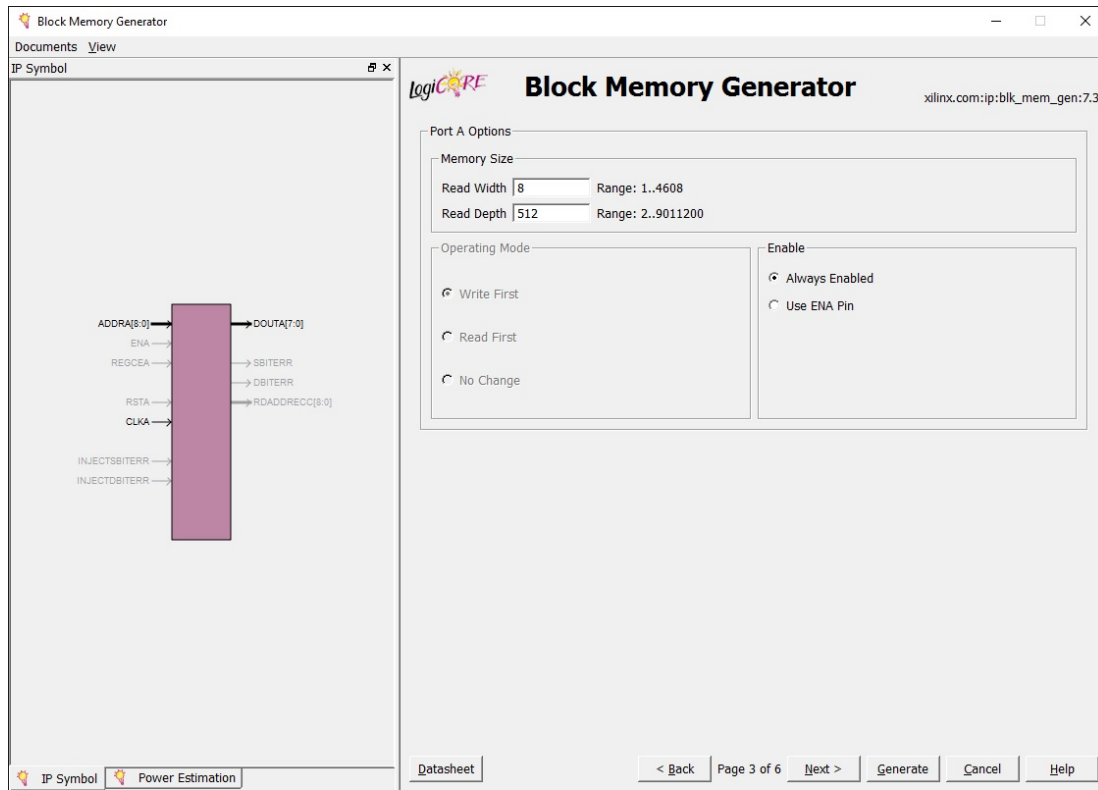 Block Memory Generator
Documents View
IP Symbol
ADDRA[8:0]
DOUTA[7:0]
ENA
REGCEA
SBITERR
DBITERR
RSTA
RDADDRECC[8:0]
CLKA
INJECTSBITERR
INJECTDBITERR
IP Symbol
Power Estimation
LogiCORE
Block Memory Generator
xilinx.com:ip:blk_mem_gen:7.3
Port A Options
Memory Size
Read Width 8 Range: 1..4608
Read Depth 512 Range: 2..9011200
Operating Mode
Write First
Read First
No Change
Enable
Always Enabled
Use ENA Pin
Datasheet
< Back Page 3 of 6 Next > Generate Cancel Help